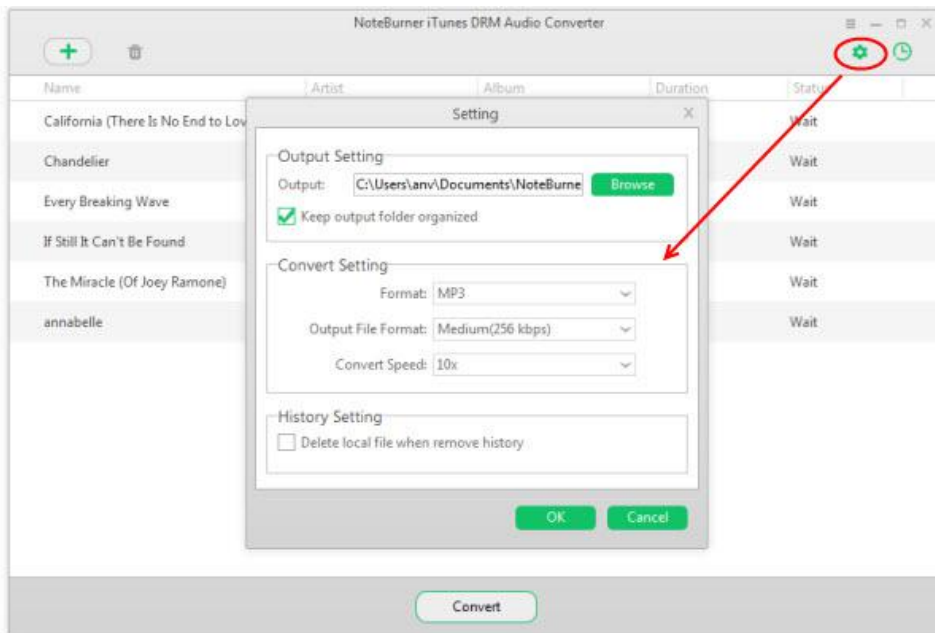 NoteBurner iTunes DRM Audio Converter
Name Artist Album Duration Status
California (There Is No End to Lov Wait
Chandelier Wait
Every Breaking Wave Wait
If Still It Can't Be Found Wait
The Miracle (Of Joey Ramone) Wait
annabelle Wait
Setting
Output Setting
Output: C:\Users\anv\Documents\NoteBurne Browse
Keep output folder organized
Convert Setting
Format: MP3
Output File Format: Medium(256 kbps)
Convert Speed: 10x
History Setting
Delete local file when remove history
OK Cancel
Convert